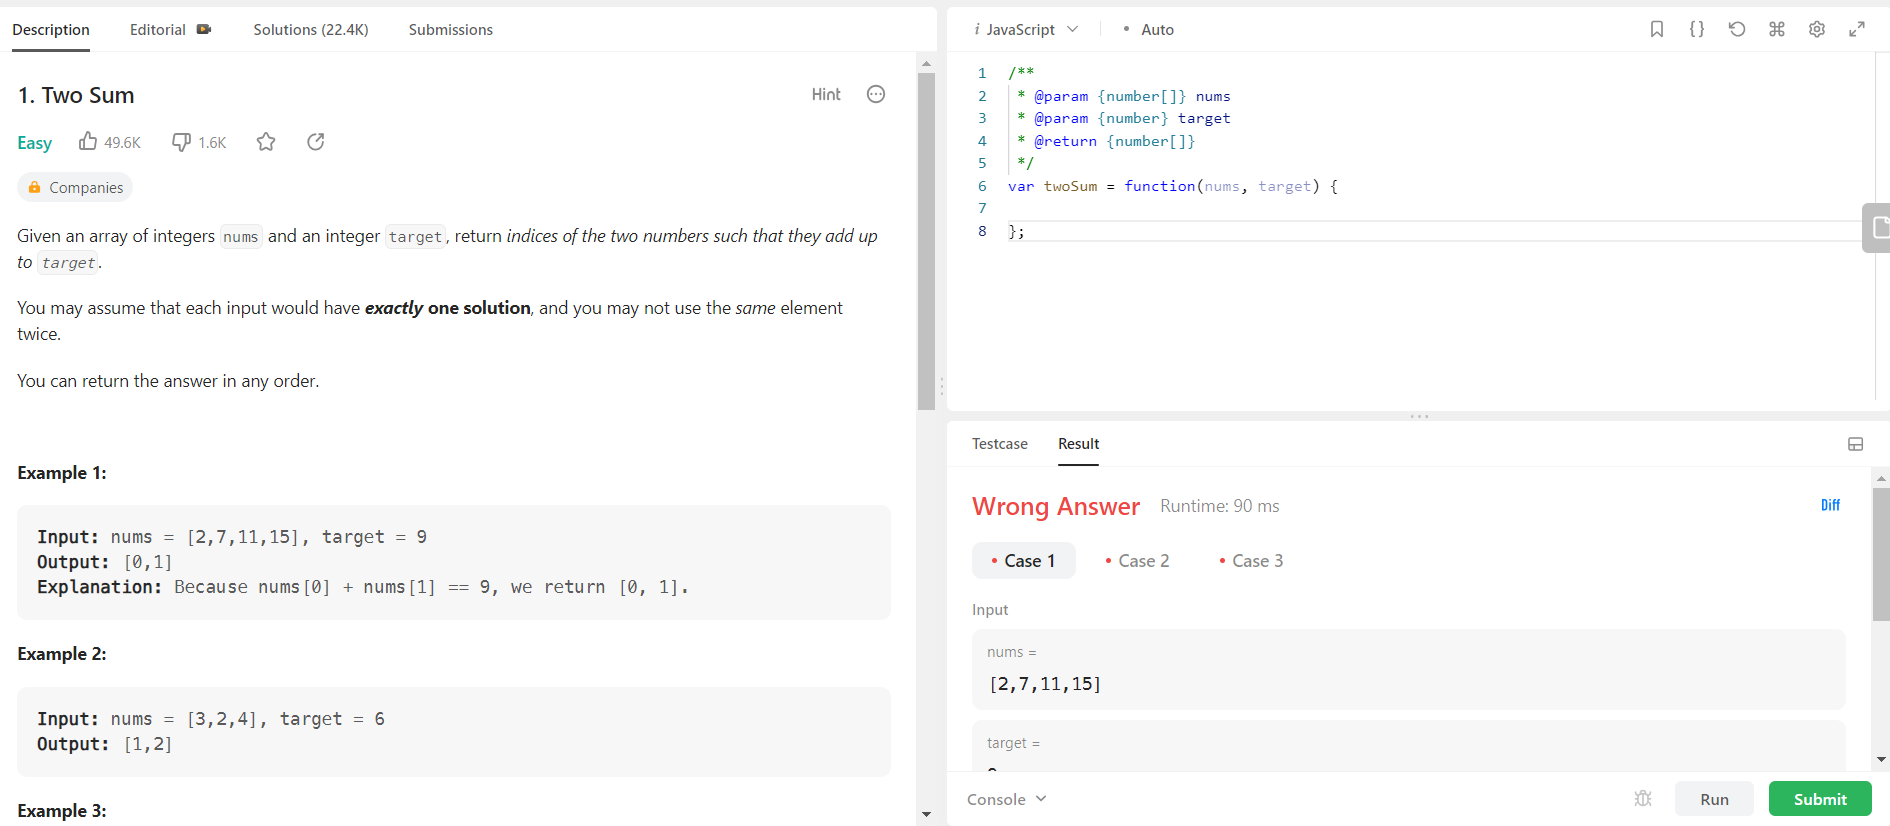 Description Editorial Solutions (22.4K) Submissions
1. Two Sum
Hint
Easy 49.6K 1.6K
Companies
Given an array of integers nums and an integer target, return indices of the two numbers such that they add up
to target.
You may assume that each input would have exactly one solution, and you may not use the same element
twice.
You can return the answer in any order.
Example 1:
Input: nums = [2,7,11,15], target = 9
Output: [0,1]
Explanation: Because nums[0] + nums[1] == 9, we return [0, 1].
Example 2:
Input: nums = [3,2,4], target = 6
Output: [1,2]
Example 3:
i JavaScript • Auto
{}
1 /**
2 * @param {number[]} nums
3 * @param {number} target
4 * @return {number[]}
5 */
6 var twoSum = function(nums, target) {
7
8 };
Testcase Result
Wrong Answer Runtime: 90 ms Diff
• Case 1 • Case 2 • Case 3
Input
nums =
[2,7,11,15]
target =
Console Run Submit